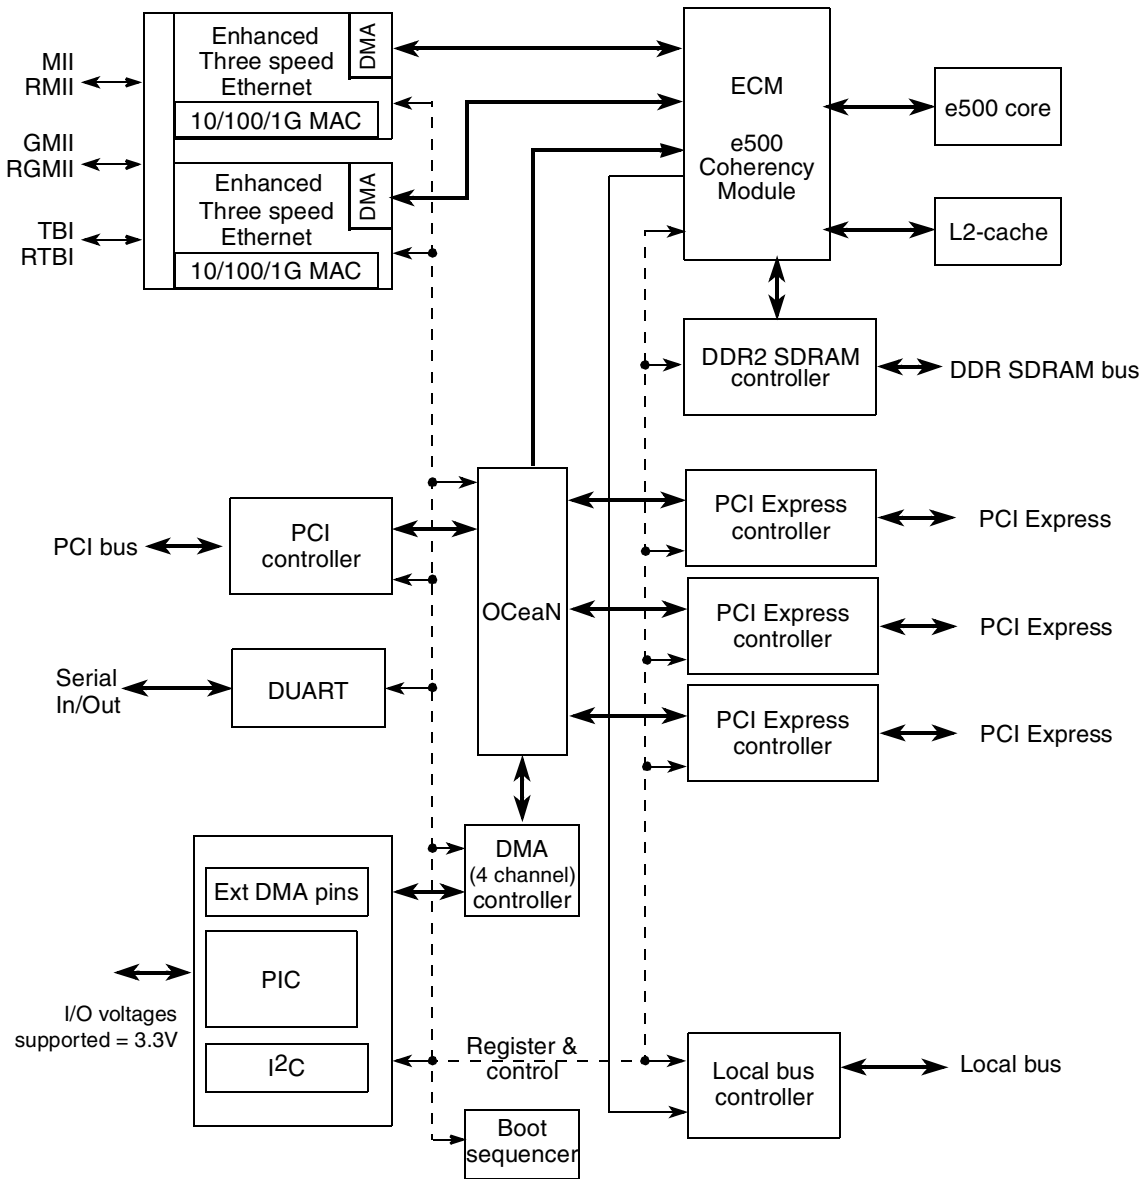 MII
RMII
GMII
RGMII
TBI
RTBI
Enhanced
Three speed
Ethernet
DMA
10/100/1G MAC
Enhanced
Three speed
Ethernet
DMA
10/100/1G MAC
ECM
e500
Coherency
Module
e500 core
L2-cache
DDR2 SDRAM
controller
DDR SDRAM bus
PCI bus
PCI
controller
OCeaN
PCI Express
controller
PCI Express
PCI Express
controller
PCI Express
PCI Express
controller
PCI Express
Serial
In/Out
DUART
DMA
(4 channel)
controller
Ext DMA pins
PIC
I2C
I/O voltages
supported = 3.3V
Register &
control
Local bus
controller
Local bus
Boot
sequencer